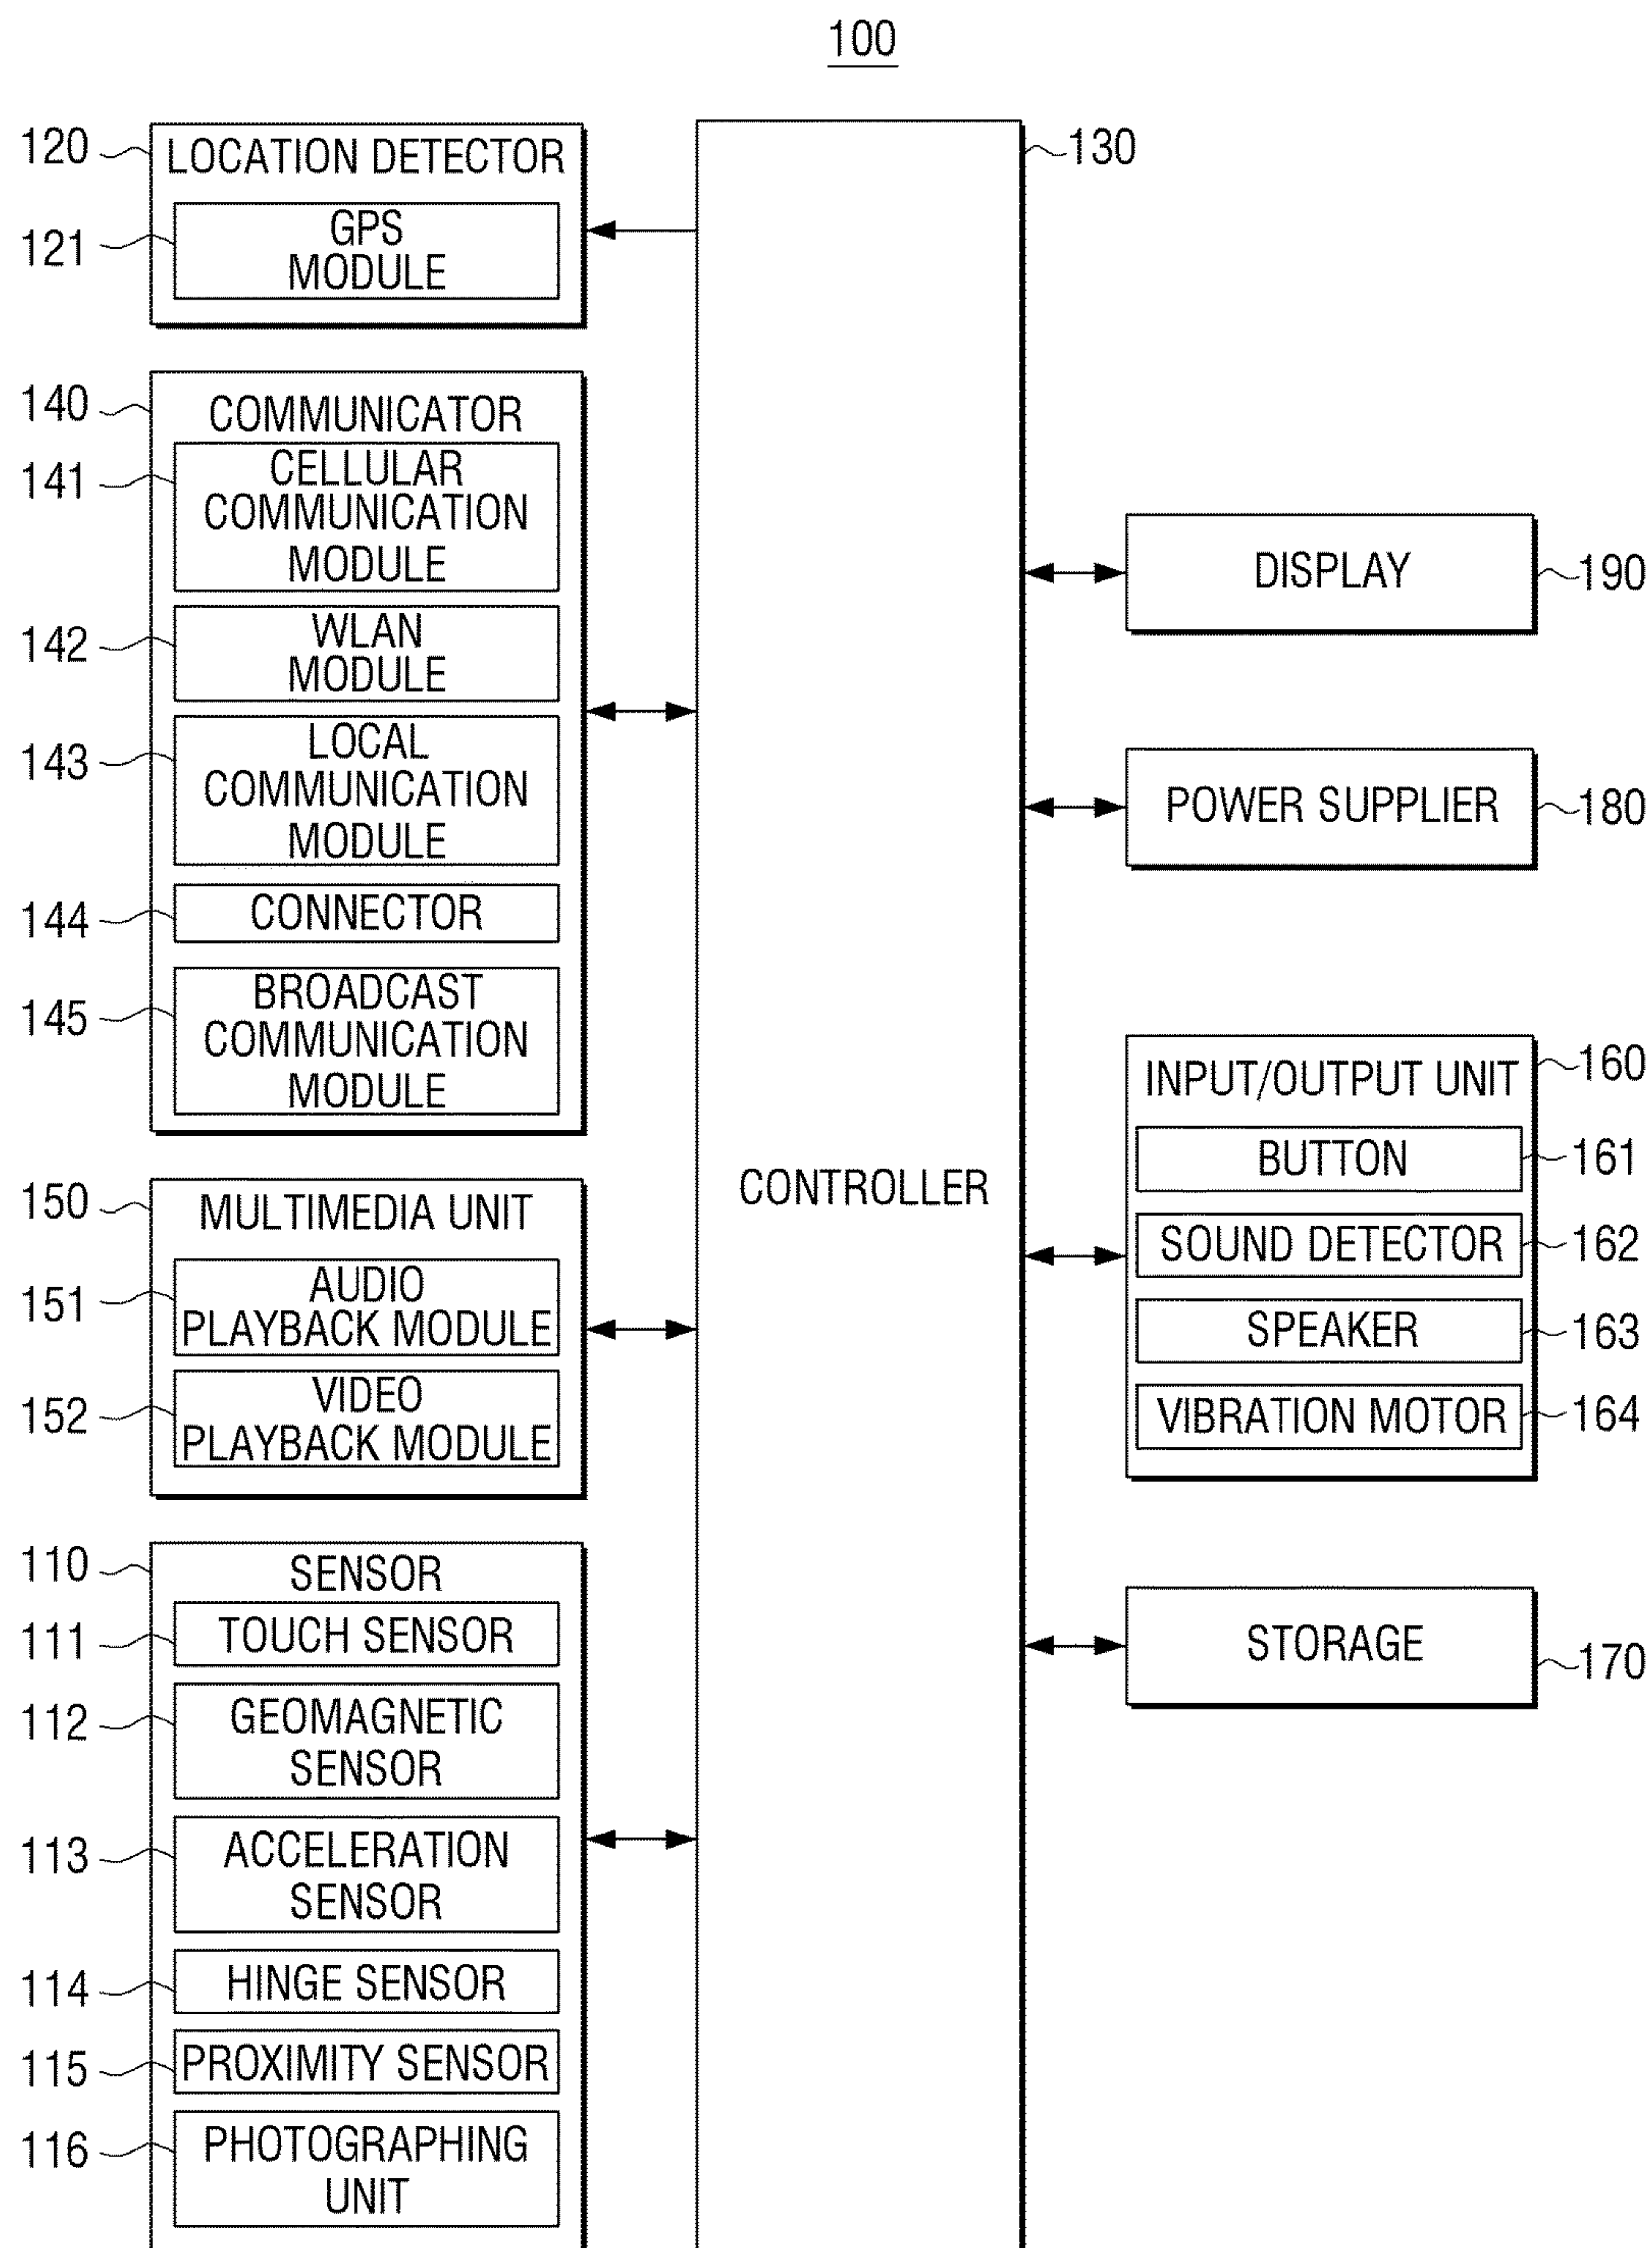 100
120
LOCATION DETECTOR
121
GPS
MODULE
140
COMMUNICATOR
141
CELLULAR
COMMUNICATION
MODULE
142
WLAN
MODULE
143
LOCAL
COMMUNICATION
MODULE
144
CONNECTOR
145
BROADCAST
COMMUNICATION
MODULE
150
MULTIMEDIA UNIT
151
AUDIO
PLAYBACK MODULE
152
VIDEO
PLAYBACK MODULE
110
SENSOR
111
TOUCH SENSOR
112
GEOMAGNETIC
SENSOR
113
ACCELERATION
SENSOR
114
HINGE SENSOR
115
PROXIMITY SENSOR
116
PHOTOGRAPHING
UNIT
130
CONTROLLER
DISPLAY
190
POWER SUPPLIER
180
INPUT/OUTPUT UNIT
160
BUTTON
161
SOUND DETECTOR
162
SPEAKER
163
VIBRATION MOTOR
164
STORAGE
170